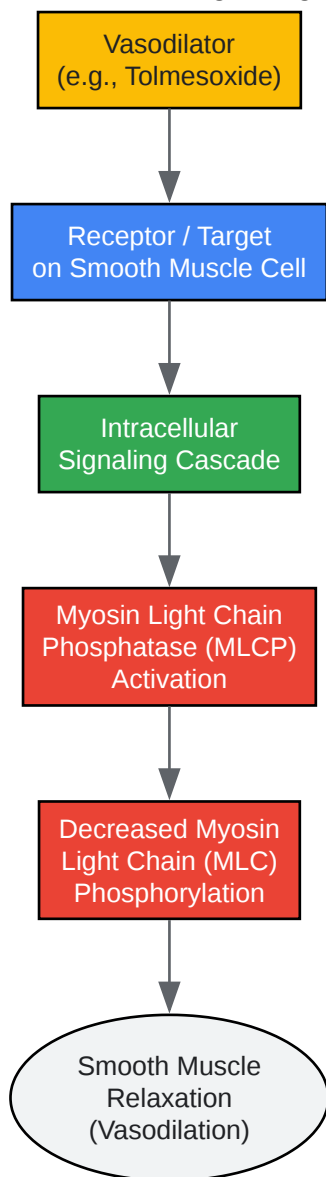 Vasodilator
(e.g., Tolmesoxide)
Receptor / Target
on Smooth Muscle Cell
Intracellular
Signaling Cascade
Myosin Light Chain
Phosphatase (MLCP)
Activation
Decreased Myosin
Light Chain (MLC)
Phosphorylation
Smooth Muscle
Relaxation
(Vasodilation)